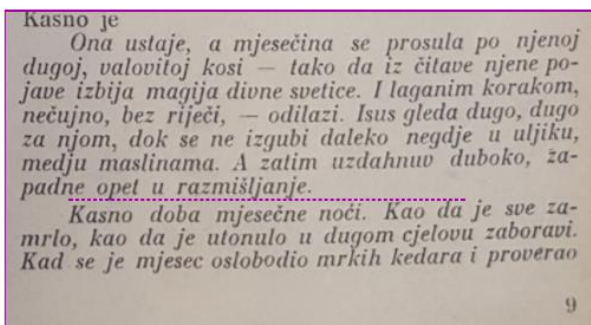 Kasno je
Ona ustaje, a mjesečina se prosula po njenoj
dugoj, valovitoj kosi — tako da iz čitave njene po-
jave izbija magija divne svetice. I laganim korakom,
nečujno, bez riječi, — odilazi. Isus gleda dugo, dugo
za njom, dok se ne izgubi daleko negdje u uljiku,
medju maslinama. A zatim uzdahnuv duboko, za-
padne opet u razmišljanje.
Kasno doba mjesečne noći. Kao da je sve za-
mrlo, kao da je utonulo u dugom cjelovu zaboravi.
Kad se je mjesec oslobodio mrkih kedara i proverao
9